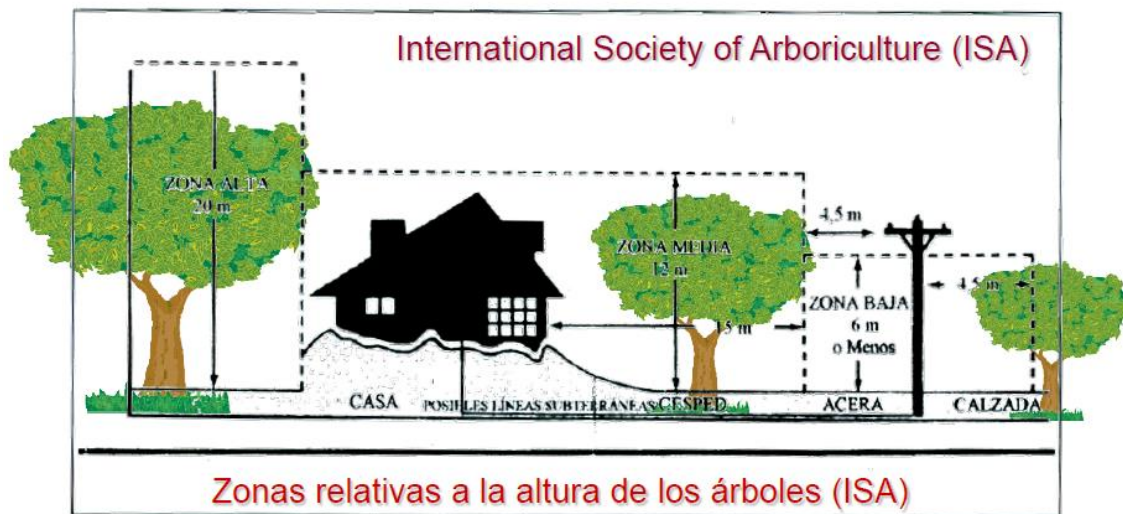 International Society of Arboriculture (ISA)
ZONA ALTA
20 m
4,5 m
ZONA MEDIA
12 m
4,5 m
ZONA BAJA
6 m
o Menos
15 m
CASA
POSIBLES LÍNEAS SUBTERRÁNEAS
CESPED
ACERA
CALZADA
Zonas relativas a la altura de los árboles (ISA)